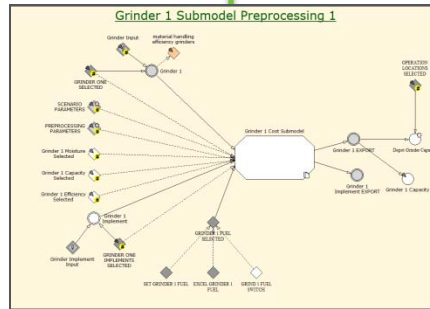 Grinder 1 Submodel Preprocessing 1
Grinder Input
material handling
efficiency grinders
GRINDER ONE
SELECTED
Grinder 1
OPERATION
LOCATIONS
SELECTED
SCENARIO
PARAMETERS
PREPROCESSING
PARAMETERS
Grinder 1 Cost Submodel
Grinder 1 Moisture
Selected
Grinder 1 EXPORT
Grinder 1 Capacity
Selected
Grinder 1 Efficiency
Selected
Grinder 1
Implement EXPORT
Grinder 1 Capacity
Grinder 1
Implement
GRINDER 1 FUEL
SELECTED
Grinder Implement
Input
GRINDER ONE
IMPLEMENTS
SELECTED
SET GRINDER 1 FUEL
EXCEL GRINDER 1
FUEL
GRIND 1 FUEL
SWITCH